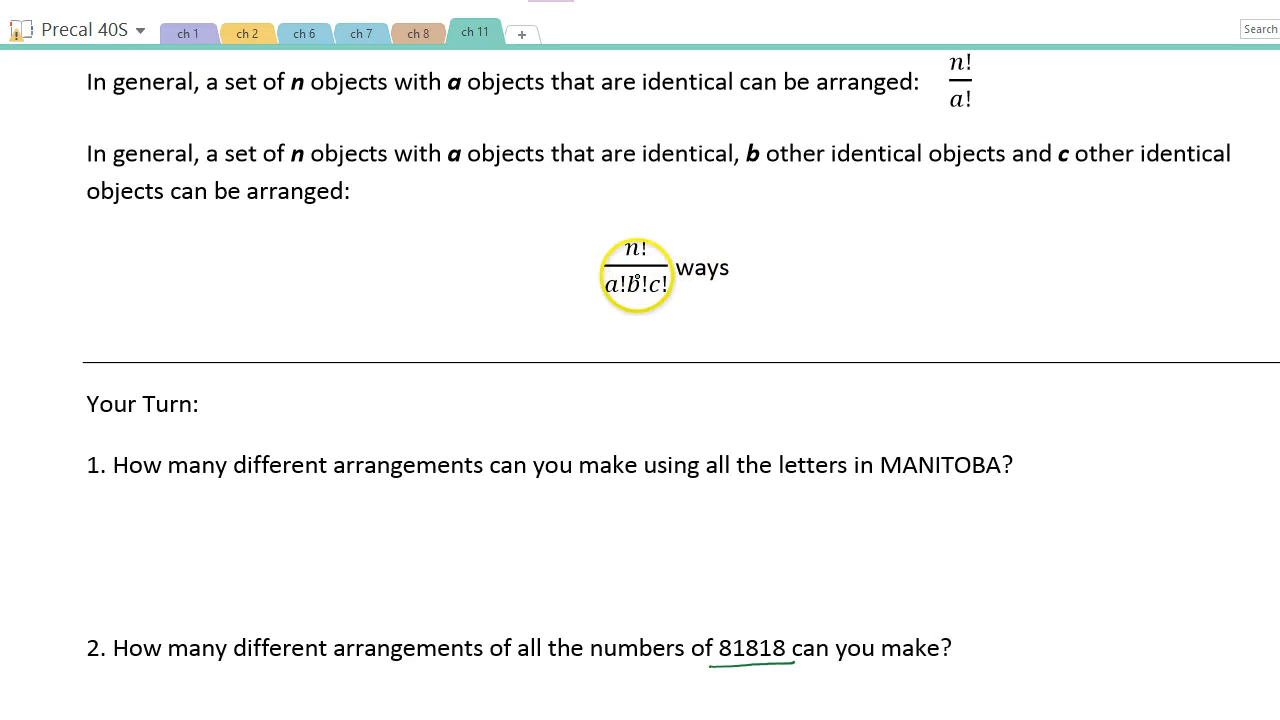 Precal 40S ch 1 ch 2 ch 6 ch 7 ch 8 ch 11 + Search
In general, a set of n objects with a objects that are identical can be arranged: n!/a!
In general, a set of n objects with a objects that are identical, b other identical objects and c other identical
objects can be arranged:
n!/a!b!c! ways
Your Turn:
1. How many different arrangements can you make using all the letters in MANITOBA?
2. How many different arrangements of all the numbers of 81818 can you make?